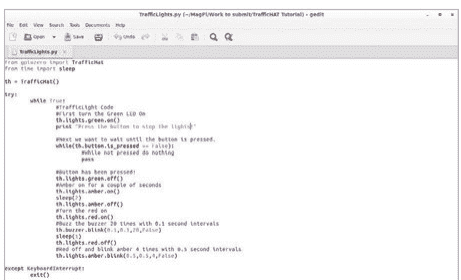 TrafficLights.py (~/MagPi/Work to submit/TrafficHAT Tutorial) - gedit
File Edit View Search Tools Documents Help
Open Save Undo
TrafficLights.py
from gpiozero import TrafficHat
from time import sleep
th = TrafficHat()
try:
while True:
#TrafficLight Code
#First turn the Green LED On
th.lights.green.on()
print "Press the button to stop the lights!"
#Next we want to wait until the button is pressed.
while(th.button.is_pressed == False):
#While not pressed do nothing
pass
#Button has been pressed!
th.lights.green.off()
#Amber on for a couple of seconds
th.lights.amber.on()
sleep(2)
th.lights.amber.off()
#Turn the red on
th.lights.red.on()
#Buzz the buzzer 20 times with 0.5 second intervals
th.buzzer.blink(0.1,0.1,20,False)
sleep(1)
th.lights.red.off()
#Red off and blink amber 4 times with 0.5 second intervals
th.lights.amber.blink(0.5,0.5,4,False)
except KeyboardInterrupt:
exit()